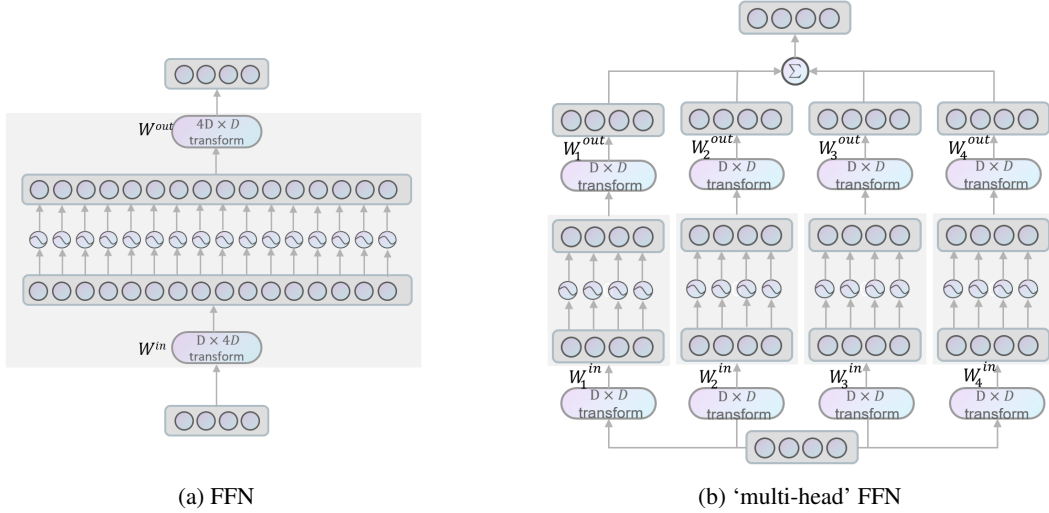 W^out
4D × D
transform
W^in
D × 4D
transform
(a) FFN
Σ
W_1^out
W_2^out
W_3^out
W_4^out
D × D
transform
D × D
transform
D × D
transform
D × D
transform
W_1^in
W_2^in
W_3^in
W_4^in
D × D
transform
D × D
transform
D × D
transform
D × D
transform
(b) ‘multi-head’ FFN